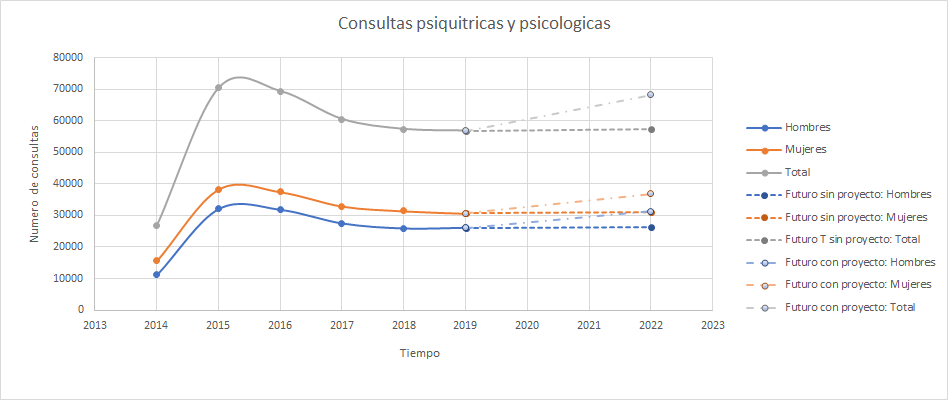 Consultas psiquitricas y psicologicas
80000
70000
60000
50000
40000
30000
20000
10000
0
2013 2014 2015 2016 2017 2018 2019 2020 2021 2022 2023
Numero de consultas
Tiempo
Hombres
Mujeres
Total
Futuro sin proyecto: Hombres
Futuro sin proyecto: Mujeres
Futuro T sin proyecto: Total
Futuro con proyecto: Hombres
Futuro con proyecto: Mujeres
Futuro con proyecto: Total